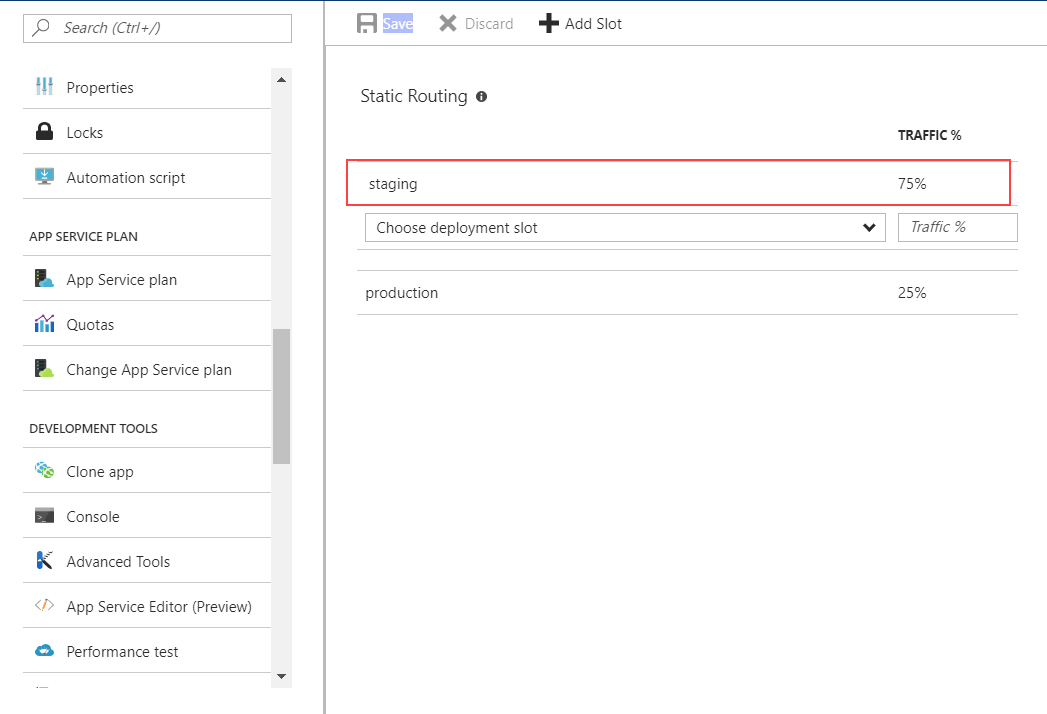 Search (Ctrl+/)
Properties
Locks
Automation script
APP SERVICE PLAN
App Service plan
Quotas
Change App Service plan
DEVELOPMENT TOOLS
Clone app
Console
Advanced Tools
App Service Editor (Preview)
Performance test
Save Discard Add Slot
Static Routing
TRAFFIC %
staging 75%
Choose deployment slot Traffic %
production 25%